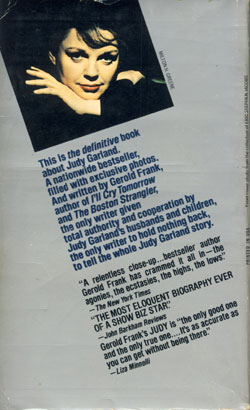 MILTON H. GREENE
This is the definitive book
about Judy Garland.
A nationwide bestseller,
filled with exclusive photos.
And written by Gerold Frank,
author of I'll Cry Tomorrow
and The Boston Strangler,
the only writer given
total authority and cooperation by
Judy Garland's husbands and children,
the only writer to hold nothing back,
to tell the whole Judy Garland story.
"A relentless close-up...bestseller author
Gerold Frank has crammed it all in—the
agonies, the ecstasies, the highs, the lows."
—The New York Times
"THE MOST ELOQUENT BIOGRAPHY EVER
OF A SHOW BIZ STAR"
—John Barkham Reviews
Gerold Frank's JUDY is "the only good one
and the only true one....It's as accurate as
you can get without being there."
—Liza Minnelli
PRINTED IN USA